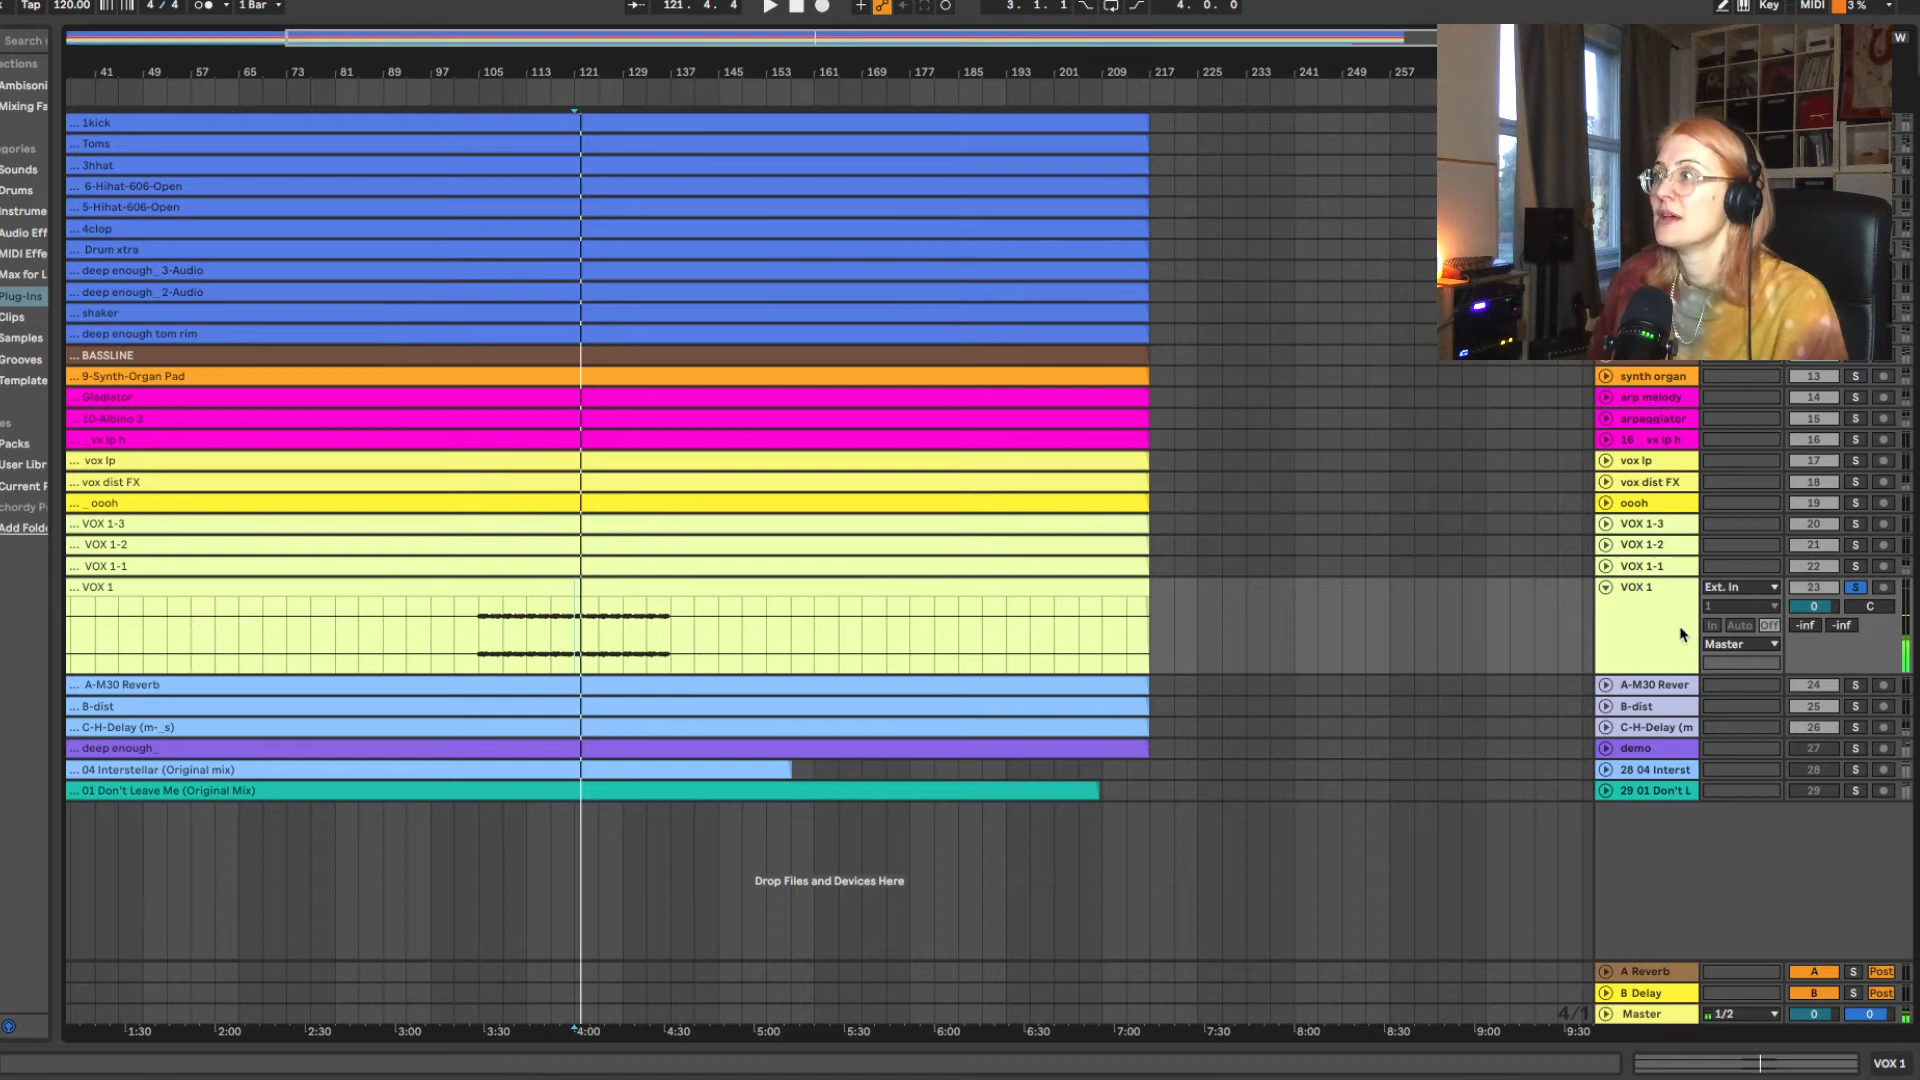 Tap 120.00 4 / 4 1 Bar 121. 4. 4 3. 1. 1 4. 0. 0 Key MIDI 3 %
Search (
ections
Ambisoni
Mixing Fa
egories
Sounds
Drums
Instrume
Audio Eff
MIDI Effe
Max for L
Plug-Ins
Clips
Samples
Grooves
Template
es
Packs
User Libr
Current P
chordy P
Add Folde
W
41 49 57 65 73 81 89 97 105 113 121 129 137 145 153 161 169 177 185 193 201 209 217 225 233 241 249 257
... 1kick
... Toms
... 3hhat
... 6-Hihat-606-Open
... 5-Hihat-606-Open
... 4clop
... Drum xtra
... deep enough_ 3-Audio
... deep enough_ 2-Audio
... shaker
... deep enough tom rim
... BASSLINE
... 9-Synth-Organ Pad synth organ 13 S
... Gladiator arp melody 14 S
... 10-Albino 3 arpeggiator 15 S
... _ vx lp h 16 _ vx lp h 16 S
... vox lp vox lp 17 S
... vox dist FX vox dist FX 18 S
... _ oooh oooh 19 S
... VOX 1-3 VOX 1-3 20 S
... VOX 1-2 VOX 1-2 21 S
... VOX 1-1 VOX 1-1 22 S
... VOX 1 VOX 1 Ext. In 23 S
1 0 C
In Auto Off -inf -inf
Master
... A-M30 Reverb A-M30 Rever 24 S
... B-dist B-dist 25 S
... C-H-Delay (m-_s) C-H-Delay (m 26 S
... deep enough_ demo 27 S
... 04 Interstellar (Original mix) 28 04 Interst 28 S
... 01 Don't Leave Me (Original Mix) 29 01 Don't L 29 S
Drop Files and Devices Here
A Reverb A S Post
B Delay B S Post
4/1 Master 1/2 0 0
1:30 2:00 2:30 3:00 3:30 4:00 4:30 5:00 5:30 6:00 6:30 7:00 7:30 8:00 8:30 9:00 9:30
VOX 1